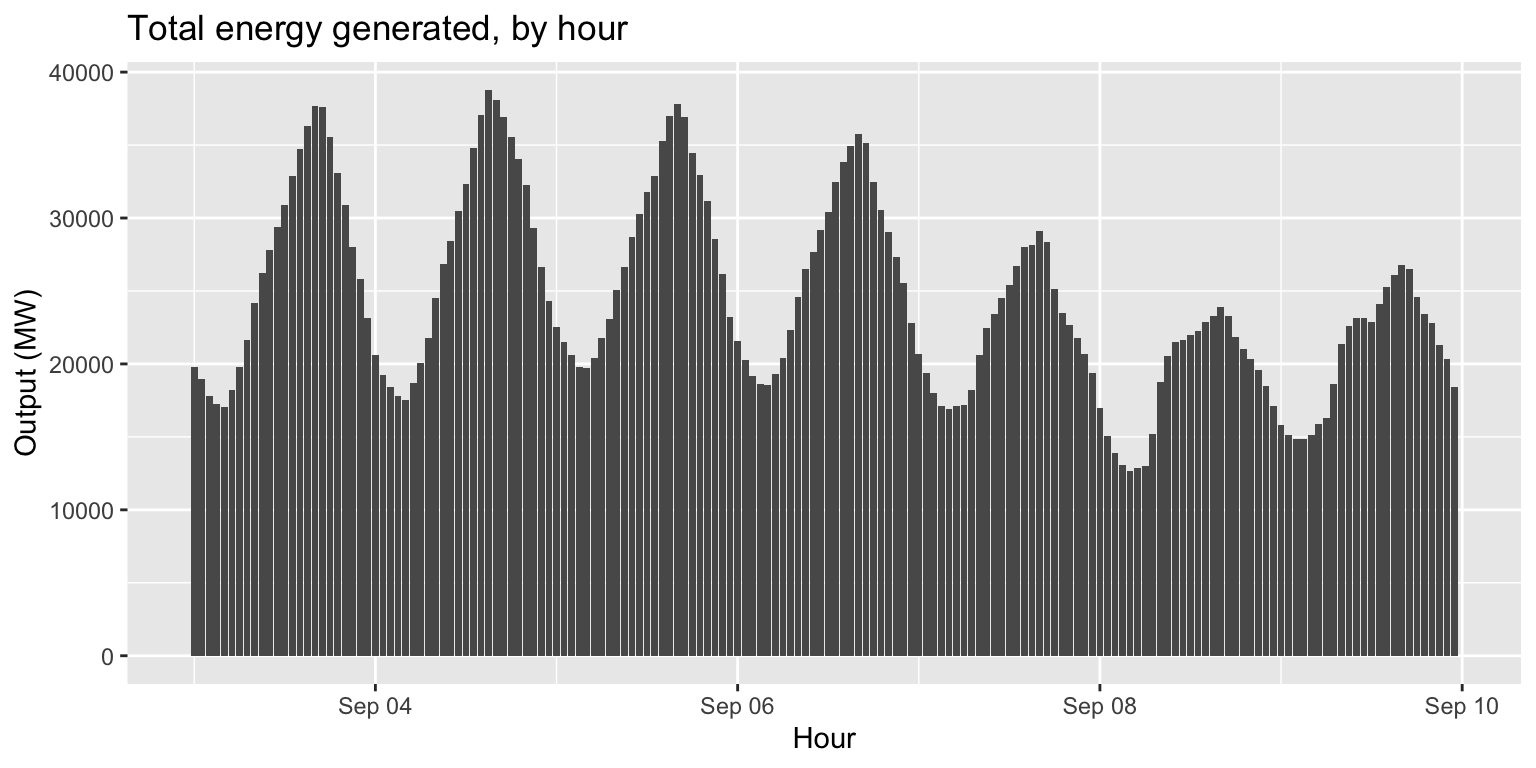 Total energy generated, by hour
40000
30000
20000
10000
0
Output (MW)
Sep 04
Sep 06
Sep 08
Sep 10
Hour